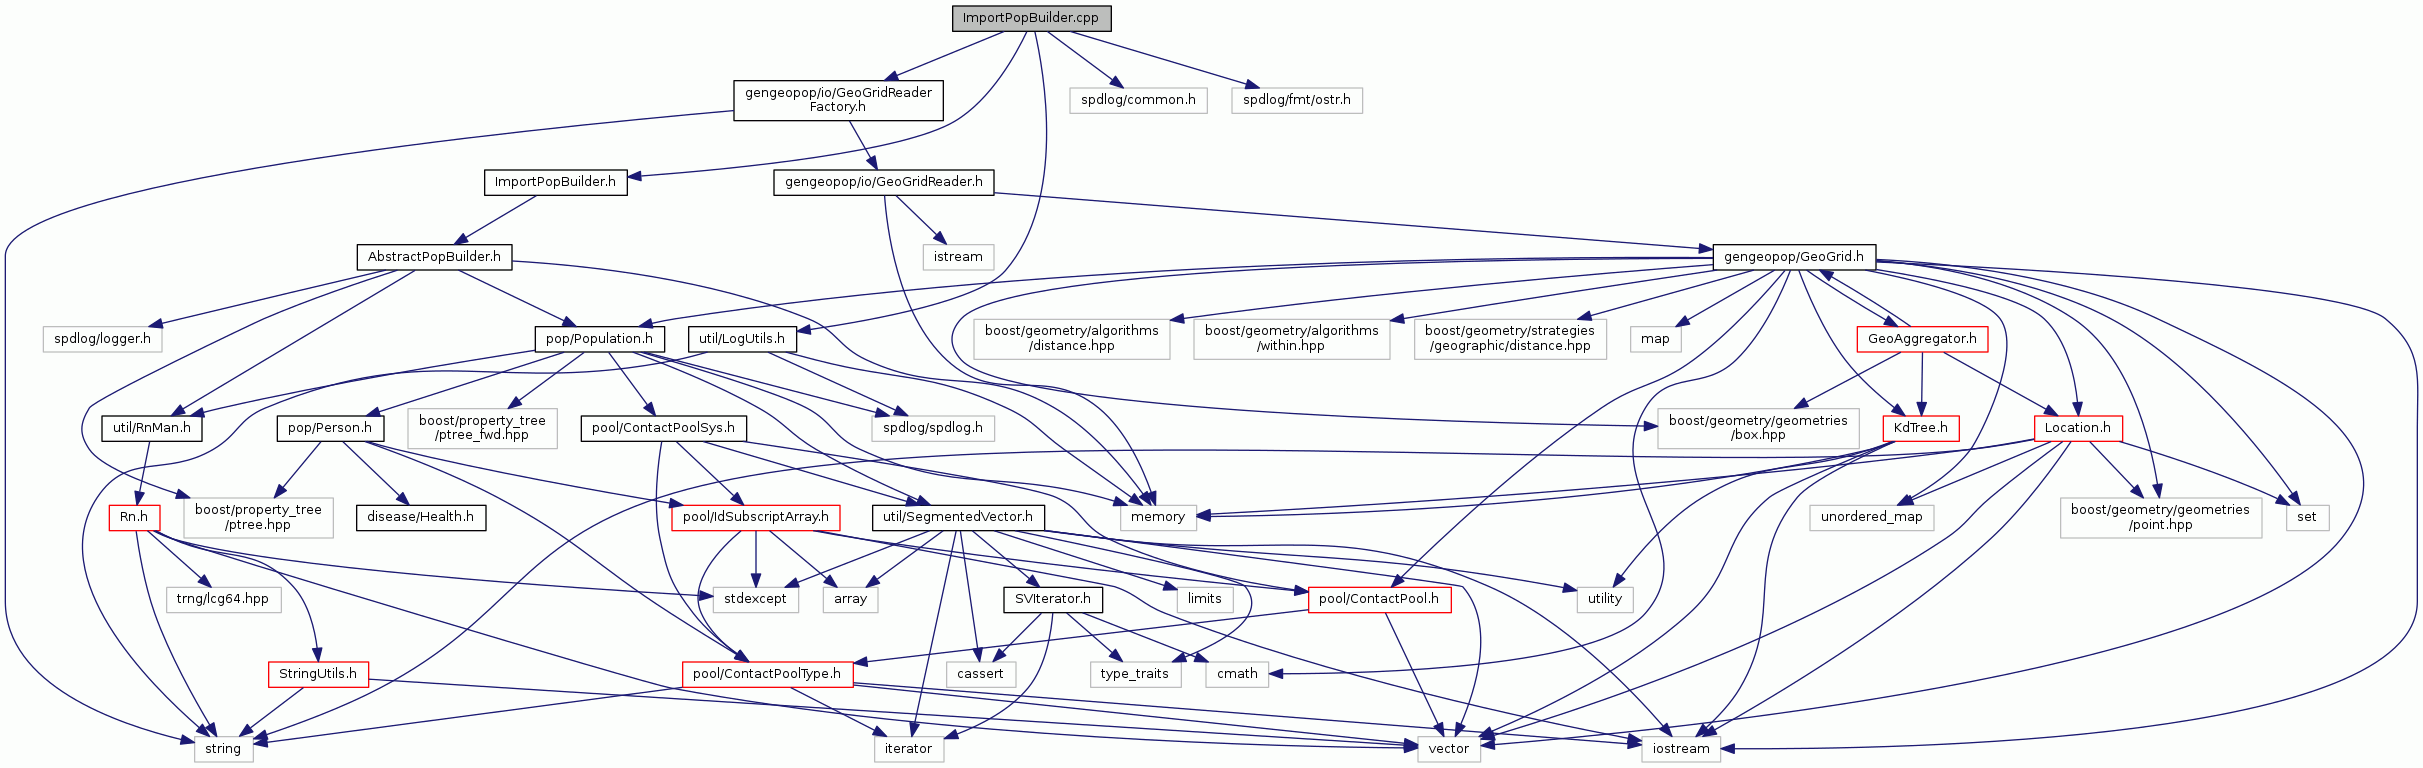 ImportPopBuilder.cpp
gengeopop/io/GeoGridReader
Factory.h
spdlog/common.h
spdlog/fmt/ostr.h
ImportPopBuilder.h
gengeopop/io/GeoGridReader.h
AbstractPopBuilder.h
istream
gengeopop/GeoGrid.h
spdlog/logger.h
pop/Population.h
util/LogUtils.h
boost/geometry/algorithms
/distance.hpp
boost/geometry/algorithms
/within.hpp
boost/geometry/strategies
/geographic/distance.hpp
map
GeoAggregator.h
util/RnMan.h
pop/Person.h
boost/property_tree
/ptree_fwd.hpp
pool/ContactPoolSys.h
spdlog/spdlog.h
boost/geometry/geometries
/box.hpp
KdTree.h
Location.h
Rn.h
boost/property_tree
/ptree.hpp
disease/Health.h
pool/IdSubscriptArray.h
util/SegmentedVector.h
memory
unordered_map
boost/geometry/geometries
/point.hpp
set
trng/lcg64.hpp
stdexcept
array
SVIterator.h
limits
pool/ContactPool.h
utility
StringUtils.h
pool/ContactPoolType.h
cassert
type_traits
cmath
string
iterator
vector
iostream